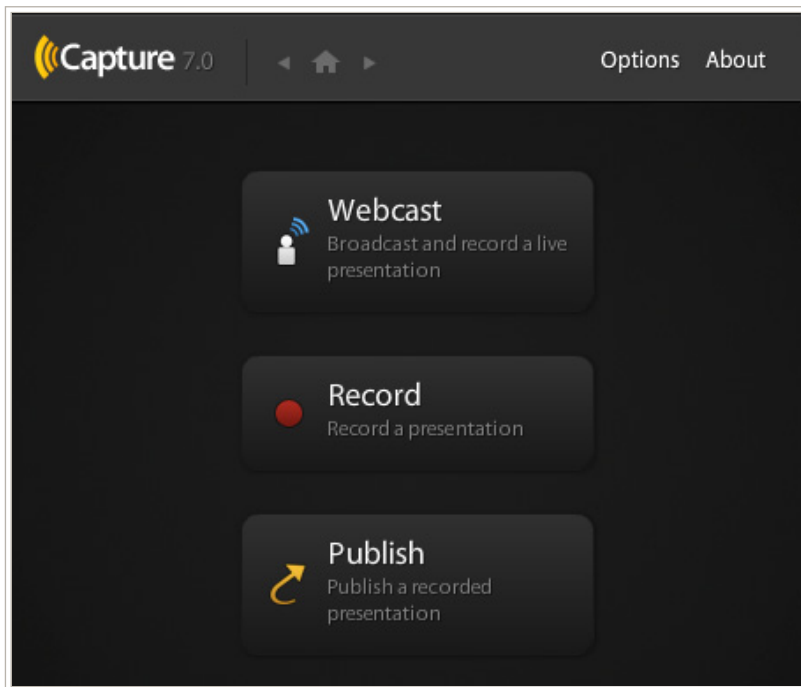 Capture 7.0
Options About
Webcast
Broadcast and record a live
presentation
Record
Record a presentation
Publish
Publish a recorded
presentation